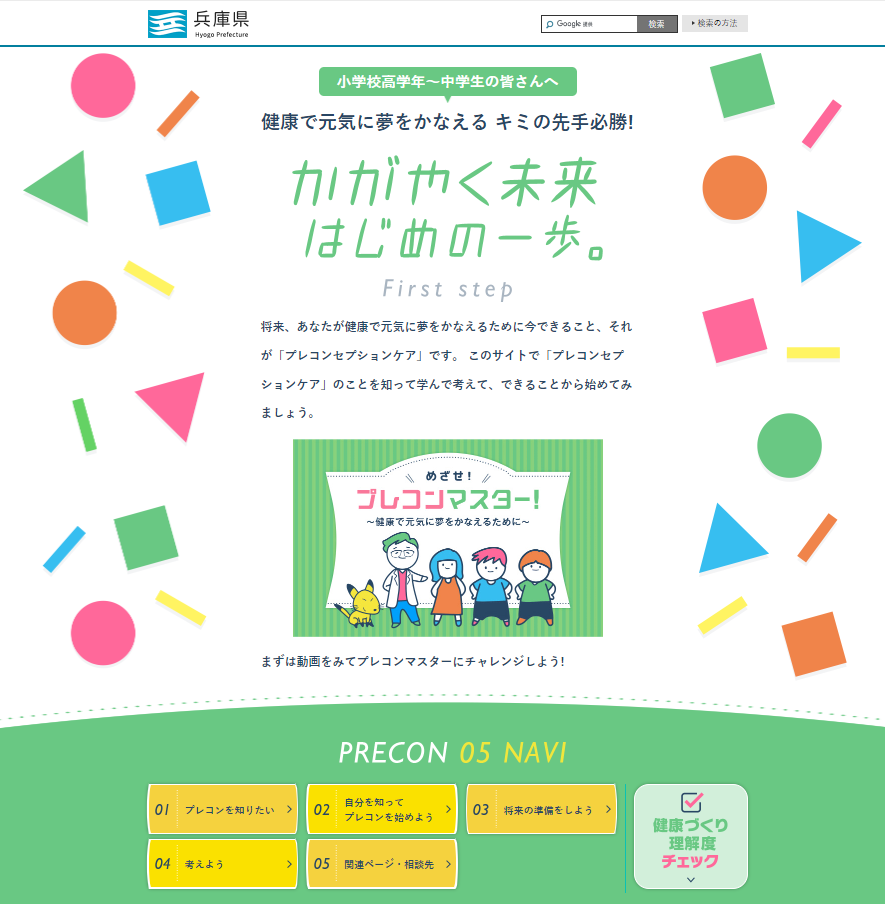 兵庫県
Hyogo Prefecture
Google 提供
検索
検索の方法
小学校高学年～中学生の皆さんへ
健康で元気に夢をかなえる キミの先手必勝!
かがやく未来
はじめの一歩。
First step
将来、あなたが健康で元気に夢をかなえるために今できること、それ
が「プレコンセプションケア」です。 このサイトで「プレコンセプ
ションケア」のことを知って学んで考えて、できることから始めてみ
ましょう。
めざせ!
プレコンマスター!
～健康で元気に夢をかなえるために～
まずは動画をみてプレコンマスターにチャレンジしよう!
PRECON 05 NAVI
01 プレコンを知りたい
02 自分を知って
プレコンを始めよう
03 将来の準備をしよう
04 考えよう
05 関連ページ・相談先
健康づくり
理解度
チェック